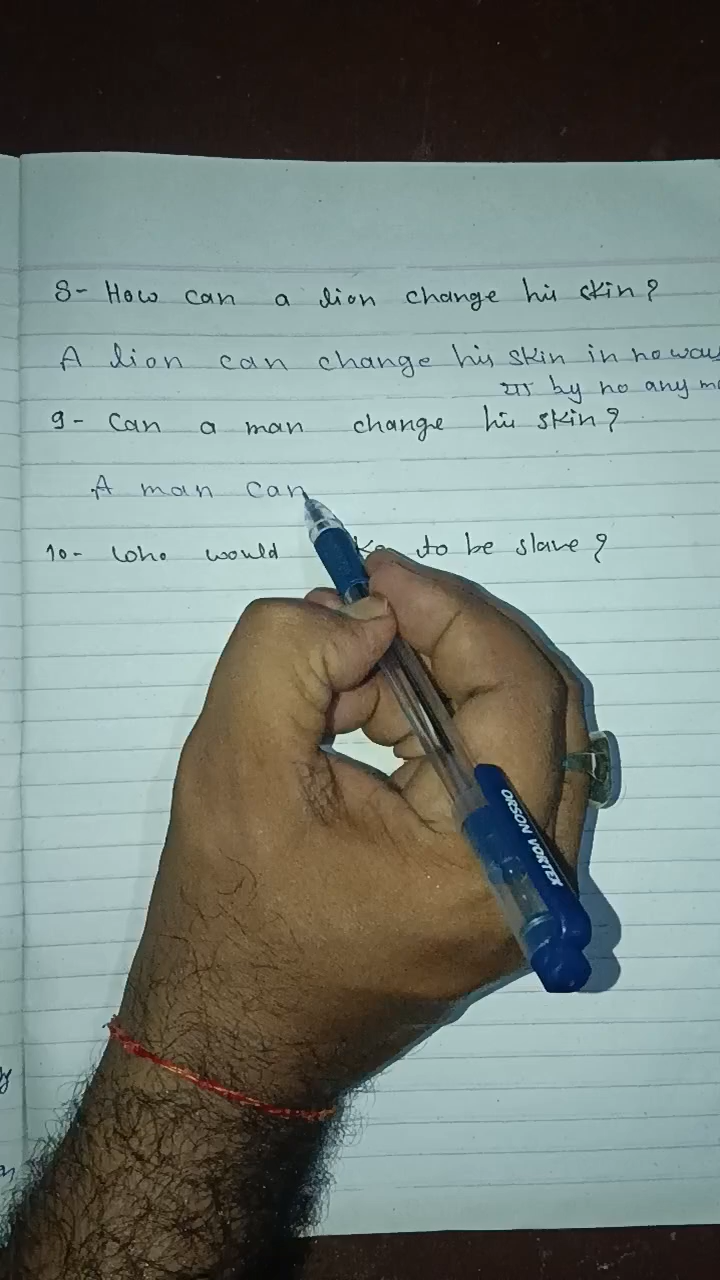 8- How can a lion change his skin?
A lion can change his skin in no way
या by no any
9- Can a man change his skin?
A man can
10- Who would to be slave?
ORSON VORTEX